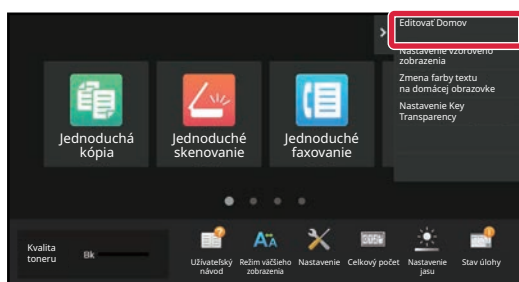 Editovať Domov
Nastavenie vzorového
zobrazenia
Zmena farby textu
na domácej obrazovke
Nastavenie Key
Transparency
Jednoduchá
kópia
Jednoduché
skenovanie
Jednoduché
faxovanie
Kvalita
toneru
Bk
Užívateľský
návod
Režim väčšieho
zobrazenia
Nastavenie
Celkový počet
Nastavenie
jasu
Stav úlohy